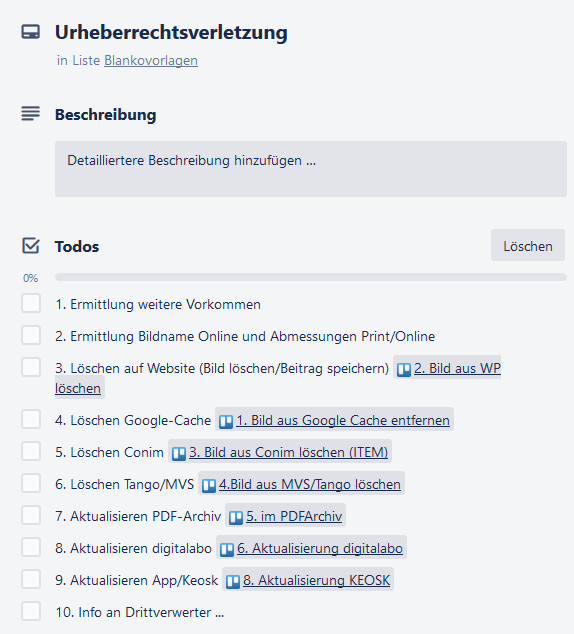 Urheberrechtsverletzung
in Liste Blankovorlagen
Beschreibung
Detailliertere Beschreibung hinzufügen ...
Todos
Löschen
0%
1. Ermittlung weitere Vorkommen
2. Ermittlung Bildname Online und Abmessungen Print/Online
3. Löschen auf Website (Bild löschen/Beitrag speichern) 2. Bild aus WP
löschen
4. Löschen Google-Cache 1. Bild aus Google Cache entfernen
5. Löschen Conim 3. Bild aus Conim löschen (ITEM)
6. Löschen Tango/MVS 4.Bild aus MVS/Tango löschen
7. Aktualisieren PDF-Archiv 5. im PDFArchiv
8. Aktualisieren digitalabo 6. Aktualisierung digitalabo
9. Aktualisieren App/Keosk 8. Aktualisierung KEOSK
10. Info an Drittverwerter ...